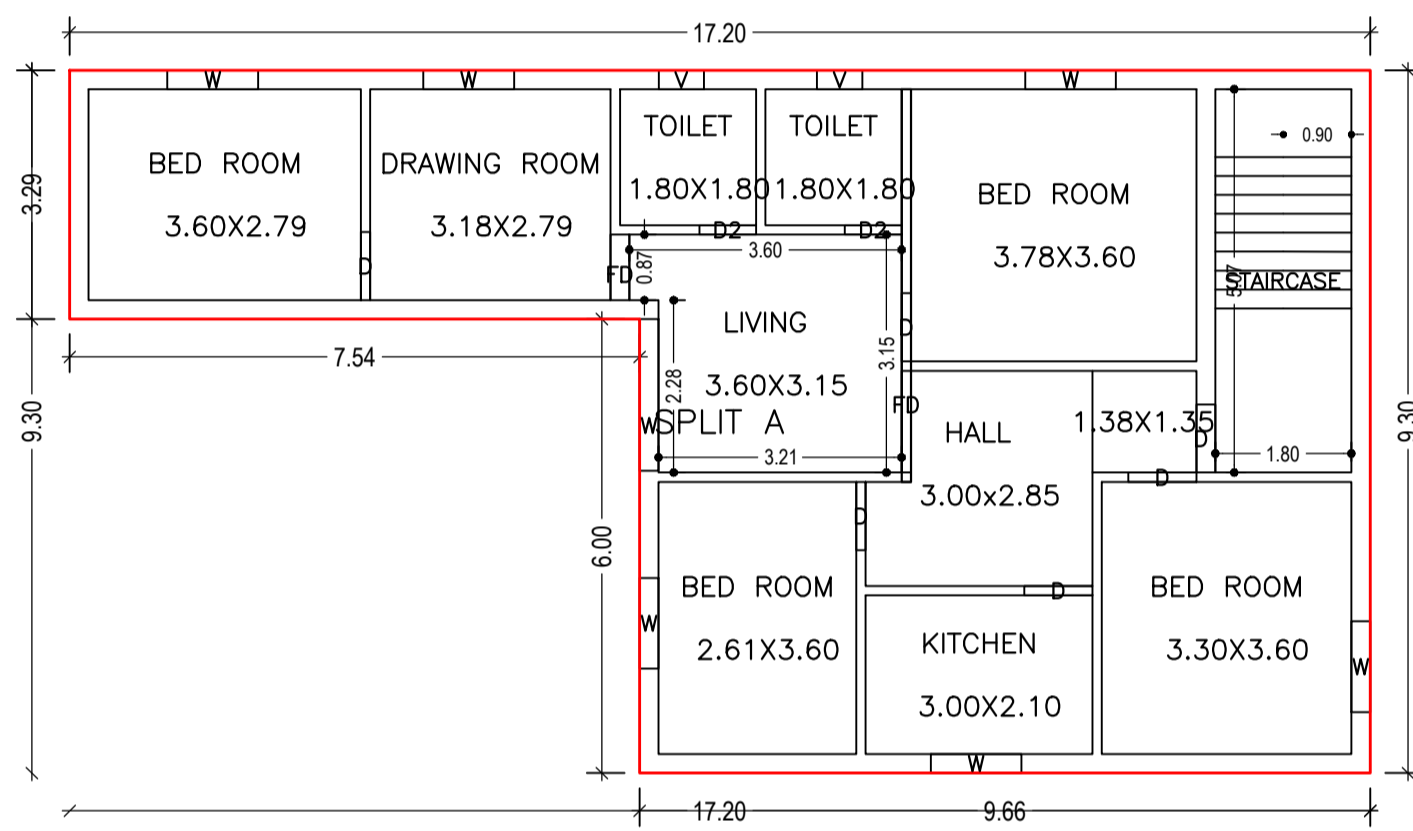 17.20
W
W
V
V
W
3.29
9.30
BED ROOM
3.60X2.79
D
DRAWING ROOM
3.18X2.79
FD
TOILET
1.80X1.80
D2
TOILET
1.80X1.80
D2
BED ROOM
3.78X3.60
0.90
5.07
STAIRCASE
1.80
9.30
3.60
0.87
LIVING
3.60X3.15
2.28
3.15
SPLIT A
3.21
W
D
FD
HALL
3.00x2.85
1.38X1.35
D
D
7.54
6.00
D
BED ROOM
2.61X3.60
W
D
KITCHEN
3.00X2.10
W
BED ROOM
3.30X3.60
W
17.20
9.66